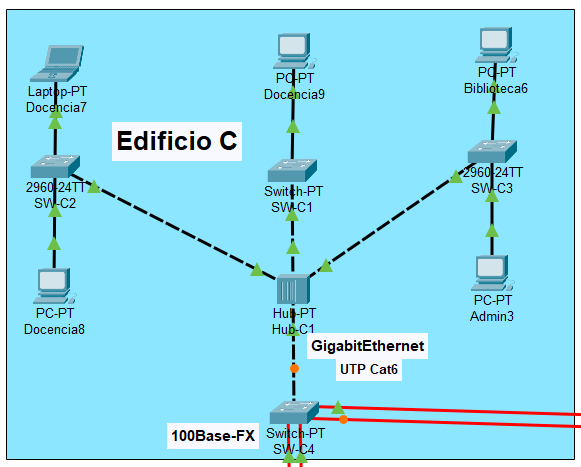 Laptop-PT
Docencia7
PC-PT
Docencia9
PC-PT
Biblioteca6
Edificio C
2960-24TT
SW-C2
Switch-PT
SW-C1
2960-24TT
SW-C3
PC-PT
Docencia8
Hub-PT
Hub-C1
PC-PT
Admin3
GigabitEthernet
UTP Cat6
100Base-FX
Switch-PT
SW-C4